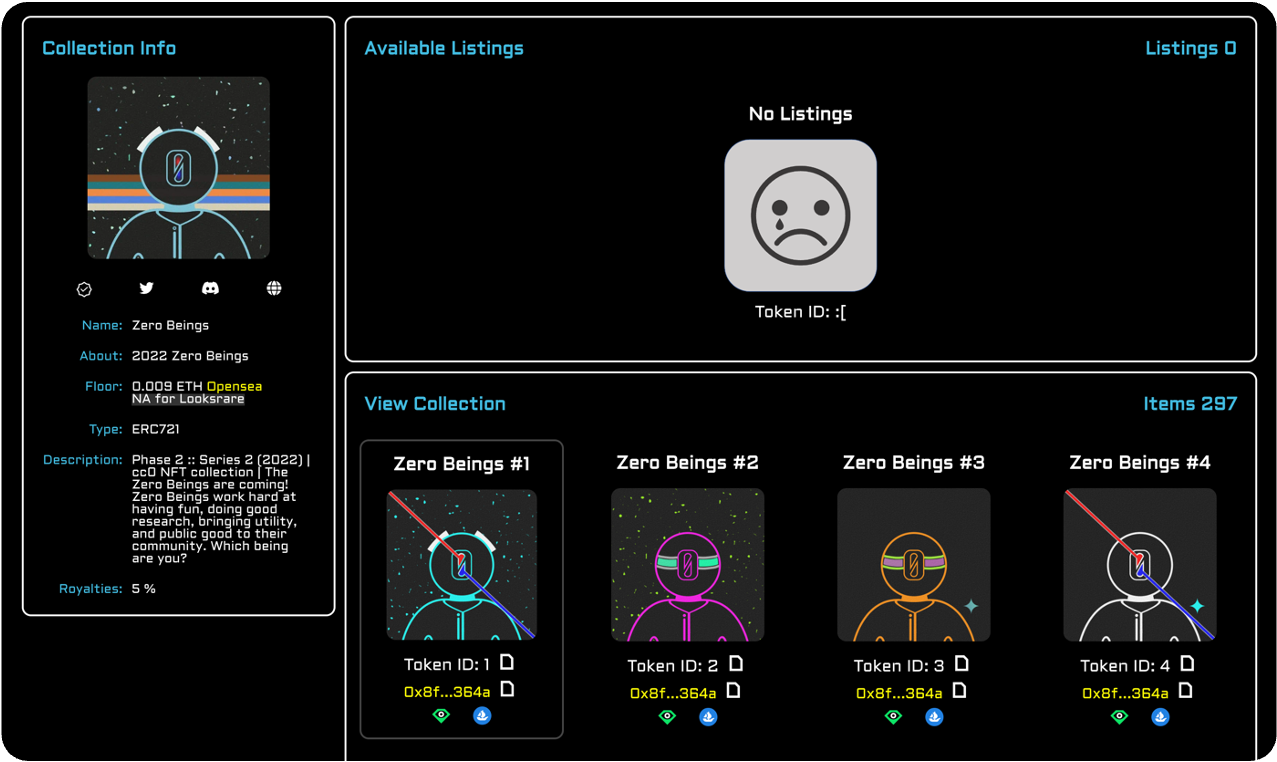 Collection Info
Name: Zero Beings
About: 2022 Zero Beings
Floor: 0.009 ETH Opensea
NA for Looksrare
Type: ERC721
Description: Phase 2 :: Series 2 (2022) |
cc0 NFT collection | The
Zero Beings are coming!
Zero Beings work hard at
having fun, doing good
research, bringing utility,
and public good to their
community. Which being
are you?
Royalties: 5 %
Available Listings
Listings 0
No Listings
Token ID: :[
View Collection
Items 297
Zero Beings #1
Token ID: 1
0x8f...364a
Zero Beings #2
Token ID: 2
0x8f...364a
Zero Beings #3
Token ID: 3
0x8f...364a
Zero Beings #4
Token ID: 4
0x8f...364a